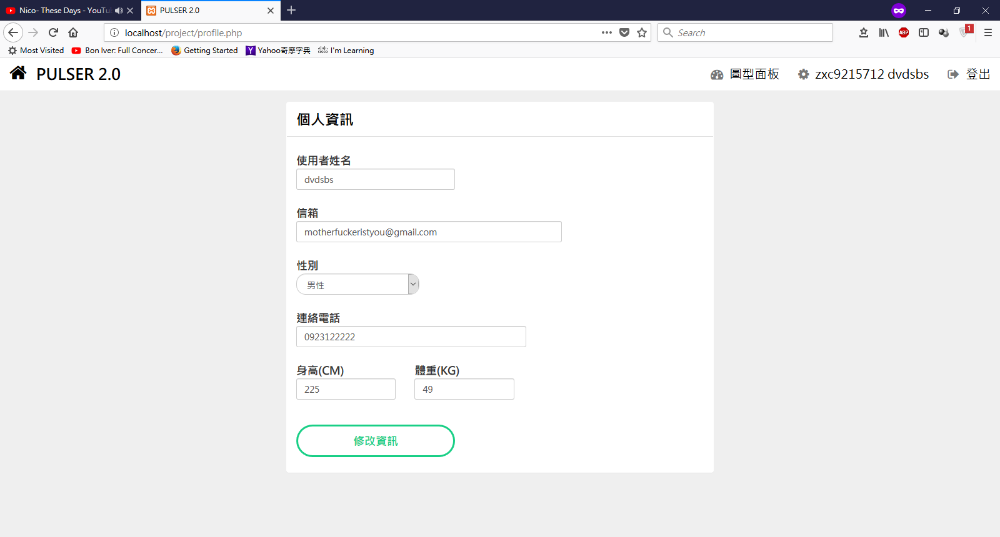 Nico- These Days - YouTu
PULSER 2.0
localhost/project/profile.php
Search
ABP
1
Most Visited
Bon Iver: Full Concer...
Getting Started
Y Yahoo奇摩字典
cisco I'm Learning
PULSER 2.0
圖型面板
zxc9215712 dvdsbs
登出
個人資訊
使用者姓名
dvdsbs
信箱
motherfuckeristyou@gmail.com
性別
男性
連絡電話
0923122222
身高(CM)
體重(KG)
225
49
修改資訊